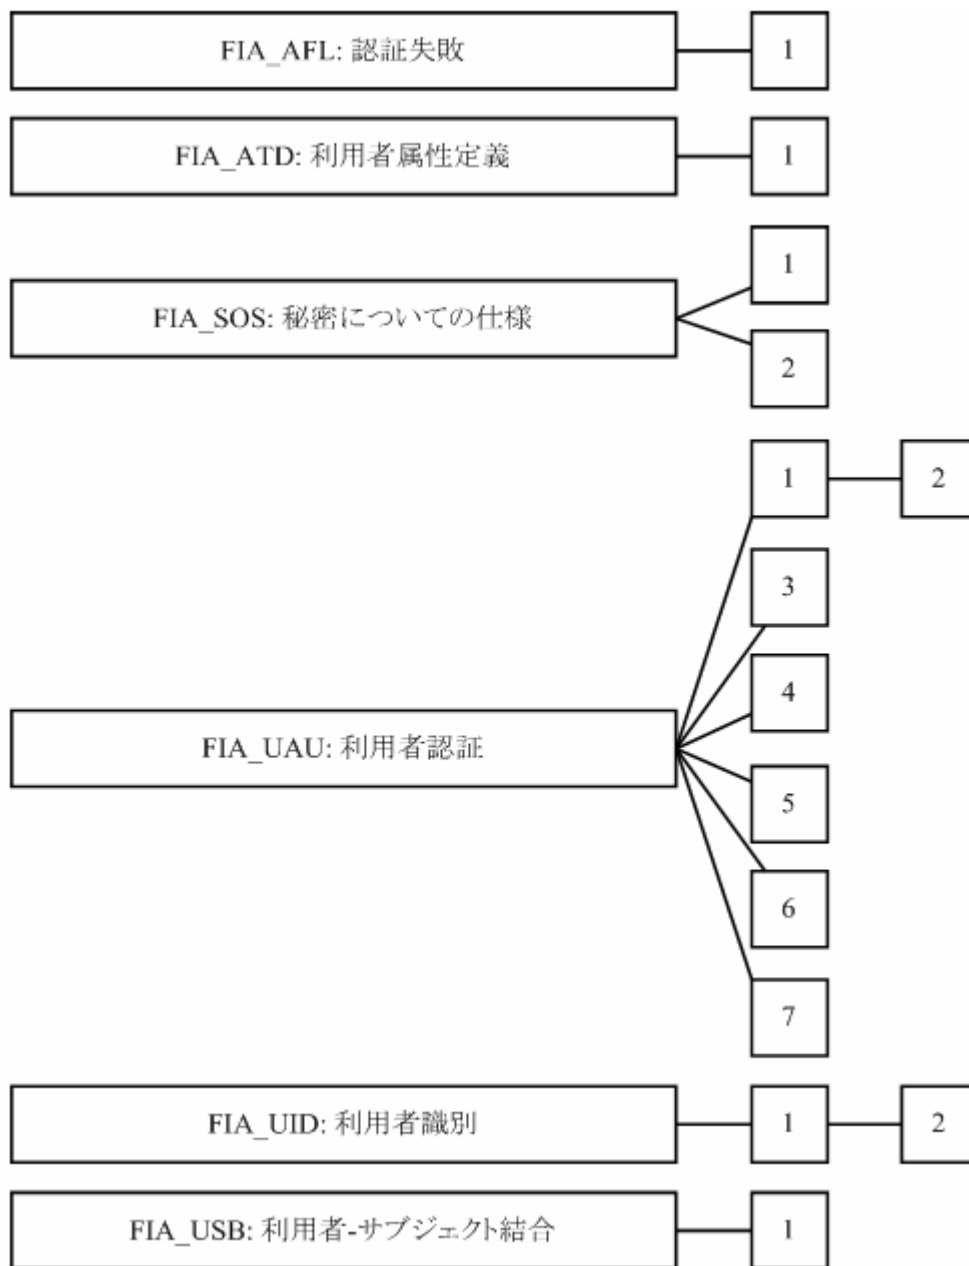 FIA_AFL: 認証失敗 1
FIA_ATD: 利用者属性定義 1
1
FIA_SOS: 秘密についての仕様
2
1 2
3
4
FIA_UAU: 利用者認証
5
6
7
FIA_UID: 利用者識別 1 2
FIA_USB: 利用者-サブジェクト結合 1